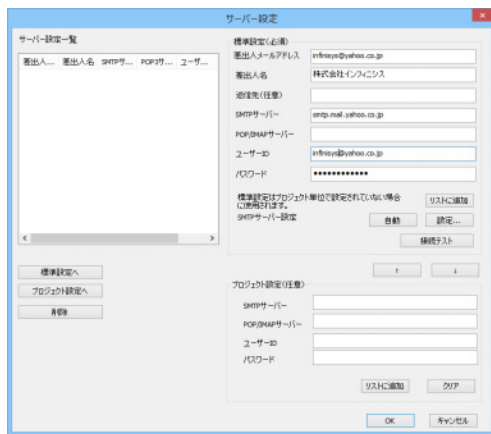 サーバー設定
サーバー設定一覧
差出人... 差出人名 SMTPサ... POP3サ... ユーザ...
標準設定へ
プロジェクト設定へ
削除
標準設定(必須)
差出人メールアドレス infinisys@yahoo.co.jp
差出人名 株式会社インフィニシス
返信先(任意)
SMTPサーバー smtp.mail.yahoo.co.jp
POP/IMAPサーバー
ユーザーID infinisys@yahoo.co.jp
パスワード ●●●●●●●●●●●●
標準設定はプロジェクト単位で設定されていない場合
に使用されます。
リストに追加
SMTPサーバー設定 自動 設定...
接続テスト
↑ ↓
プロジェクト設定(任意)
SMTPサーバー
POP/IMAPサーバー
ユーザーID
パスワード
リストに追加 クリア
OK キャンセル